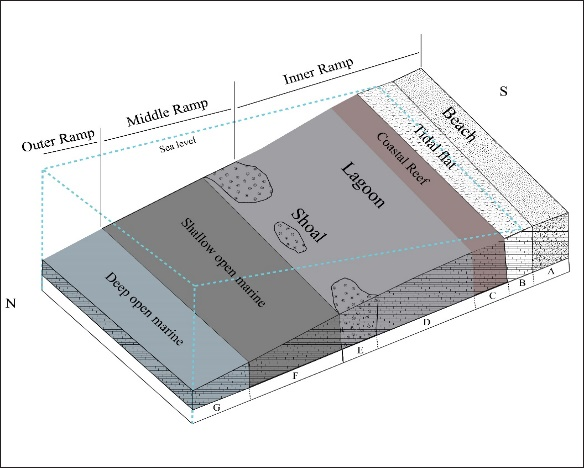 Inner Ramp
Middle Ramp
Outer Ramp
Sea level
S
N
Beach
Tidal flat
Coastal Reef
Lagoon
Shoal
Shallow open marine
Deep open marine
A
B
C
D
E
F
G